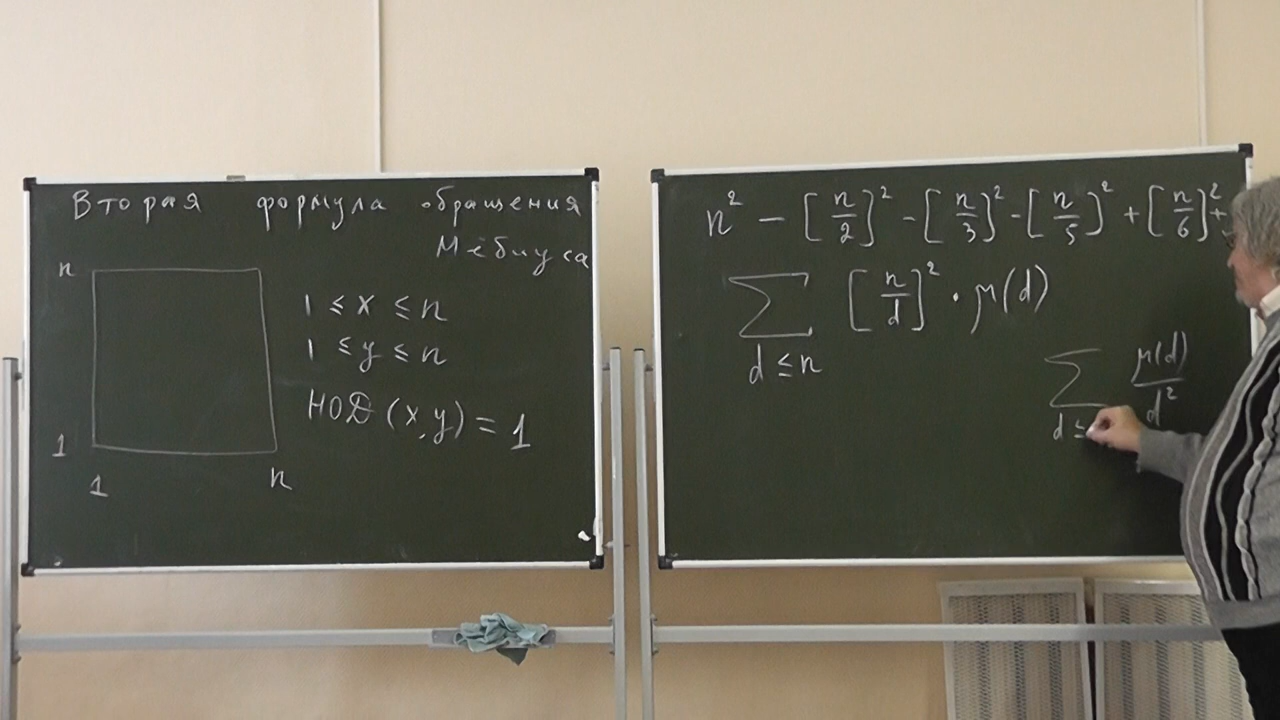 Вторая формула обращения
Мёбиуса
n
1 ≤ x ≤ n
1 ≤ y ≤ n
НОД (x, y) = 1
1
1 n
n² − [n/2]² − [n/3]² − [n/5]² + [n/6]² +
∑ [n/d]² · μ(d)
d ≤ n
∑ μ(d)/d²
d ≤